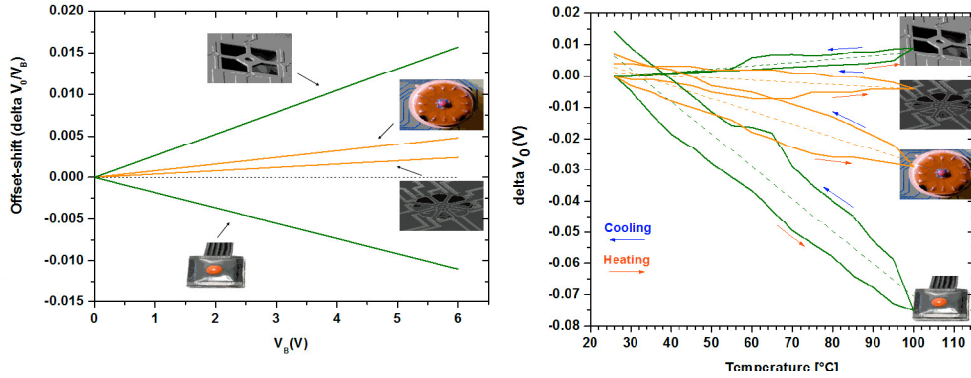 Offset-shift (delta V0/VB)
0.015
0.010
0.005
0.000
-0.005
-0.010
-0.015
0 1 2 3 4 5 6
VB(V)
delta V0(V)
0.02
0.01
0.00
-0.01
-0.02
-0.03
-0.04
-0.05
-0.06
-0.07
-0.08
Cooling
Heating
20 30 40 50 60 70 80 90 100 110
Temperature [°C]